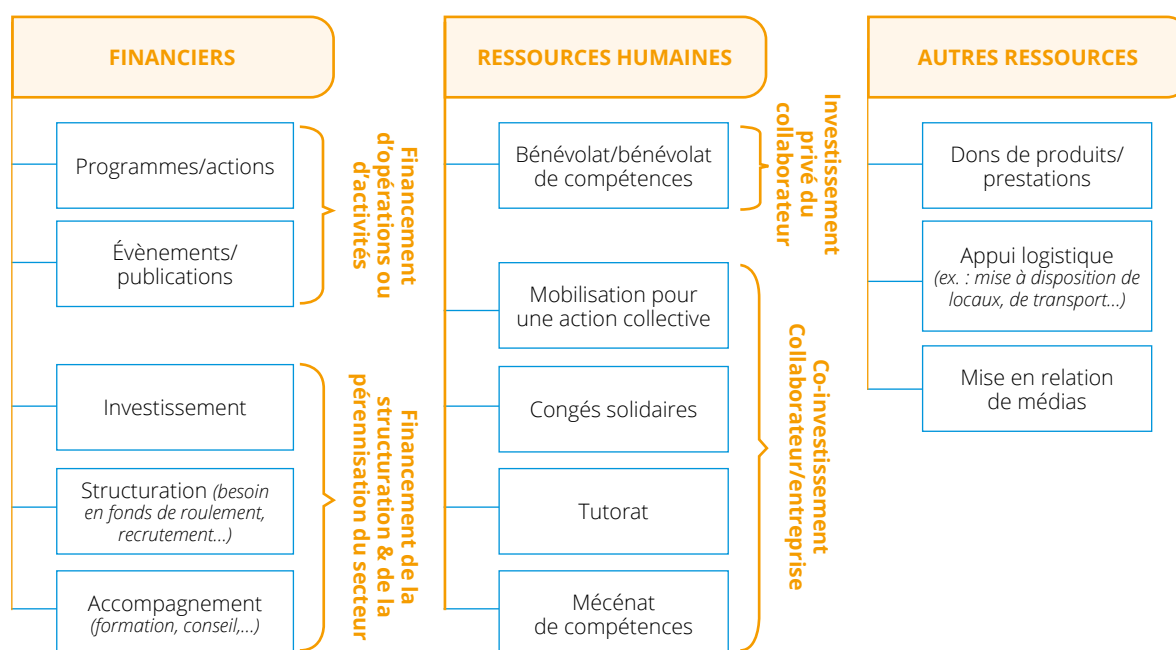 FINANCIERS
Programmes/actions
Évènements/
publications
Financement
d'opérations ou
d'activités
Investissement
Structuration (besoin
en fonds de roulement,
recrutement...)
Accompagnement
(formation, conseil,...)
Financement de la
structuration & de la
pérennisation du secteur
RESSOURCES HUMAINES
Bénévolat/bénévolat
de compétences
Investissement
privé du
collaborateur
Mobilisation pour
une action collective
Congés solidaires
Tutorat
Mécénat
de compétences
Co-investissement
Collaborateur/entreprise
AUTRES RESSOURCES
Dons de produits/
prestations
Appui logistique
(ex. : mise à disposition de
locaux, de transport...)
Mise en relation
de médias